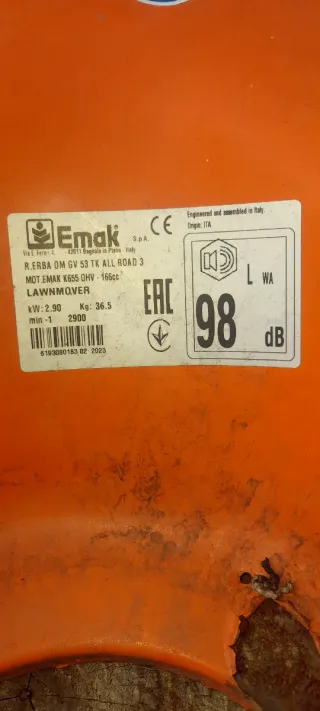 Emak S.p.A.
42011 Bagnolo in Piano - Italy
R.ERBA OM GV 53 TK ALL ROAD 3
MOT.EMAK K655 OHV - 166cc
LAWNMOWER
kW: 2.90 Kg: 36.5
min -1 2900
6193080163 02 2023
CE
EAC
Engineered and assembled in Italy.
Origin: ITA
L WA
98 dB